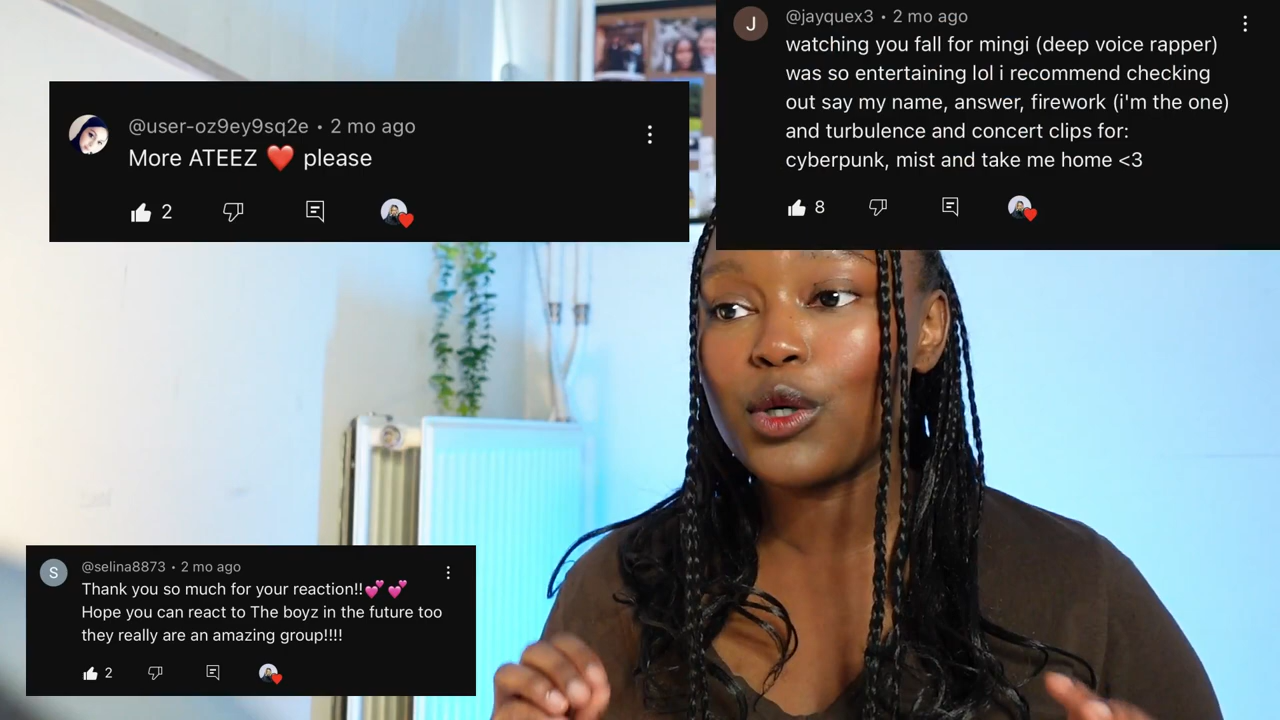 @user-oz9ey9sq2e • 2 mo ago
More ATEEZ ❤️ please
2
J
@jayquex3 • 2 mo ago
watching you fall for mingi (deep voice rapper)
was so entertaining lol i recommend checking
out say my name, answer, firework (i'm the one)
and turbulence and concert clips for:
cyberpunk, mist and take me home <3
8
S
@selina8873 • 2 mo ago
Thank you so much for your reaction!!💕 💕
Hope you can react to The boyz in the future too
they really are an amazing group!!!!
2